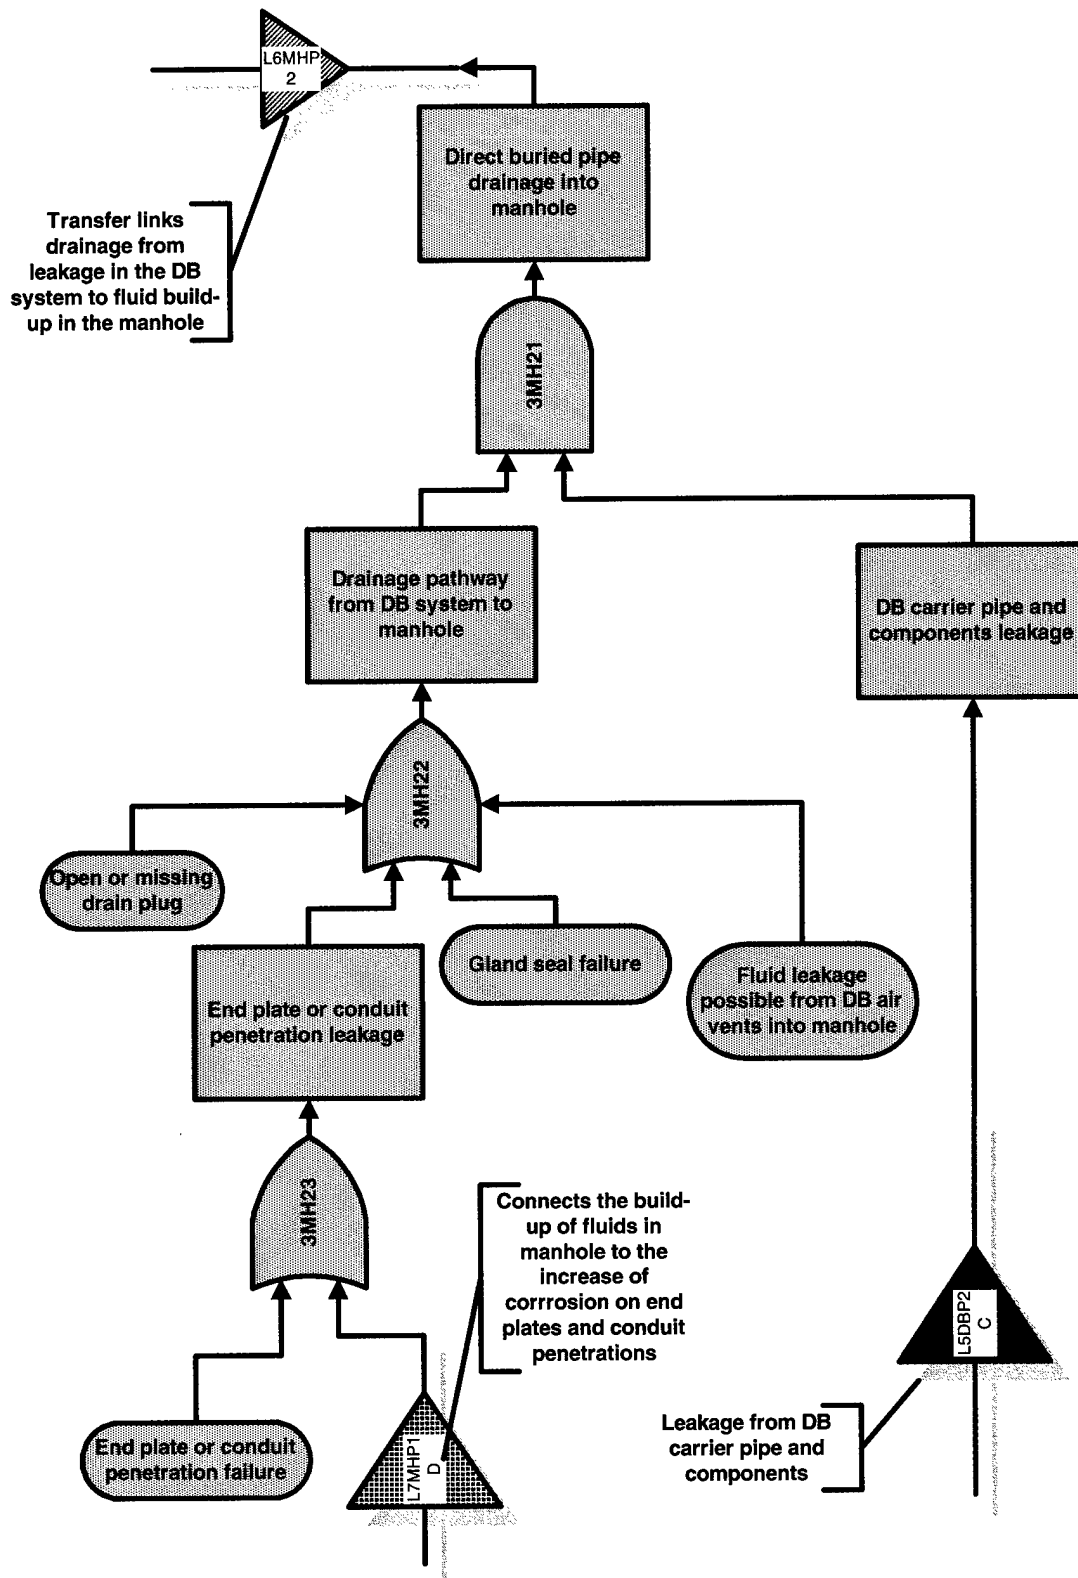 L6MHP
2
Direct buried pipe
drainage into
manhole
Transfer links
drainage from
leakage in the DB
system to fluid build-
up in the manhole
3MH21
Drainage pathway
from DB system to
manhole
DB carrier pipe and
components leakage
3MH22
Open or missing
drain plug
Gland seal failure
Fluid leakage
possible from DB air
vents into manhole
End plate or conduit
penetration leakage
3MH23
Connects the build-
up of fluids in
manhole to the
increase of
corrrosion on end
plates and conduit
penetrations
L5DBP2
C
End plate or conduit
penetration failure
L7MHP1
D
Leakage from DB
carrier pipe and
components